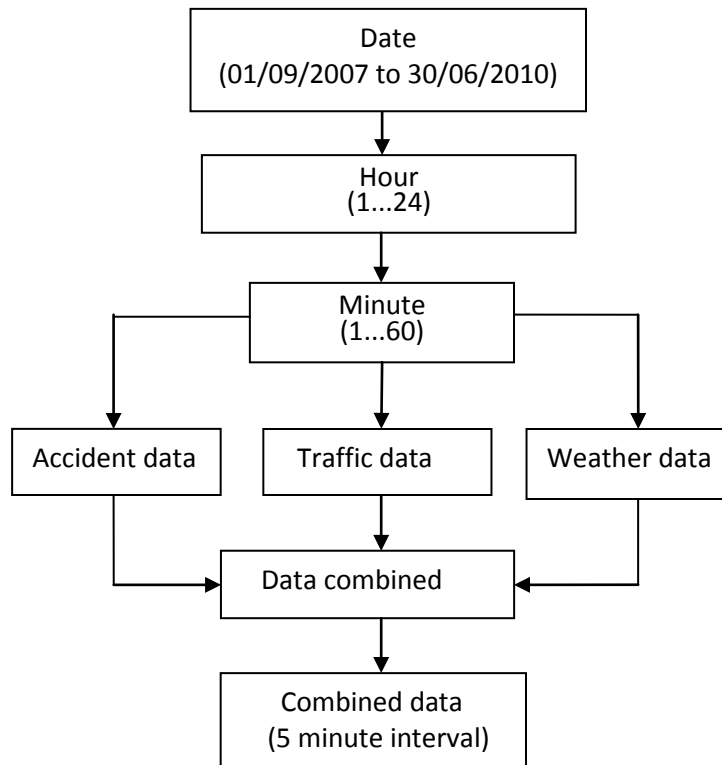 Date
(01/09/2007 to 30/06/2010)
Hour
(1...24)
Minute
(1...60)
Accident data
Traffic data
Weather data
Data combined
Combined data
(5 minute interval)